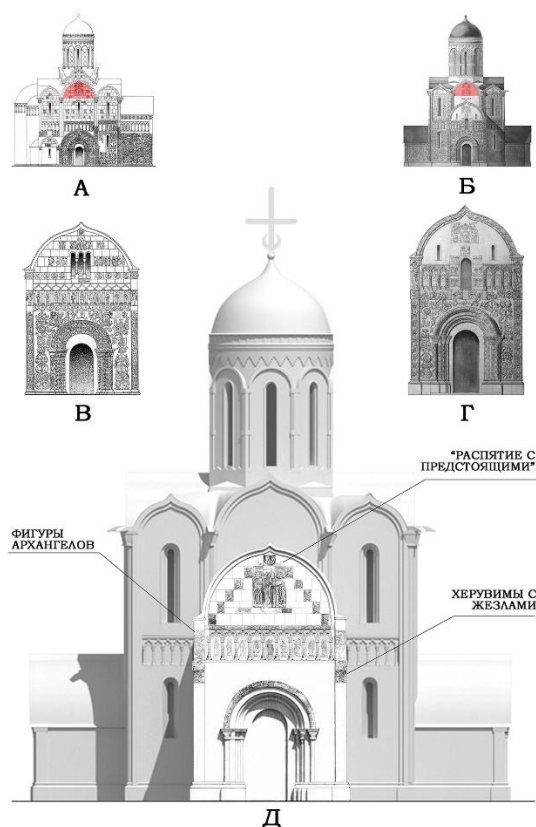 А
Б
В
Г
"РАСПЯТИЕ С
ПРЕДСТОЯЩИМИ"
ФИГУРЫ
АРХАНГЕЛОВ
ХЕРУВИМЫ С
ЖЕЗЛАМИ
Д